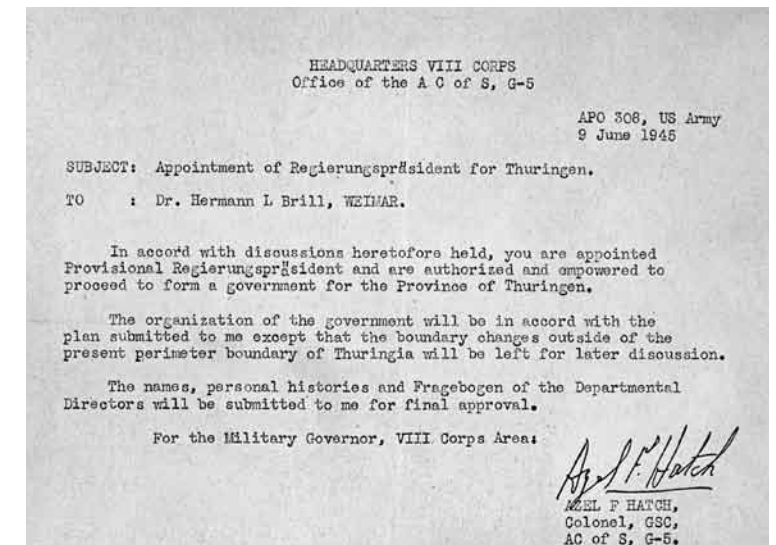 HEADQUARTERS VIII CORPS
Office of the A C of S, G-5
APO 308, US Army
9 June 1945
SUBJECT: Appointment of Regierungspräsident for Thuringen.
TO : Dr. Hermann L Brill, WEIMAR.
In accord with discussions heretofore held, you are appointed
Provisional Regierungspräsident and are authorized and empowered to
proceed to form a government for the Province of Thuringen.
The organization of the government will be in accord with the
plan submitted to me except that the boundary changes outside of the
present perimeter boundary of Thuringia will be left for later discussion.
The names, personal histories and Fragebogen of the Departmental
Directors will be submitted to me for final approval.
For the Military Governor, VIII Corps Area:
Azel F. Hatch
AZEL F HATCH,
Colonel, GSC,
AC of S, G-5.